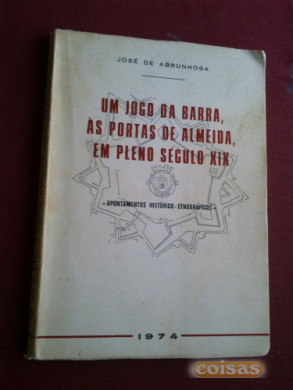 JOSÉ DE ABRUNHOSA
UM JOGO DA BARRA,
ÀS PORTAS DE ALMEIDA,
EM PLENO SÉCULO XIX
« APONTAMENTOS HISTÓRICO-ETNOGRÁFICOS »
1974
coisas